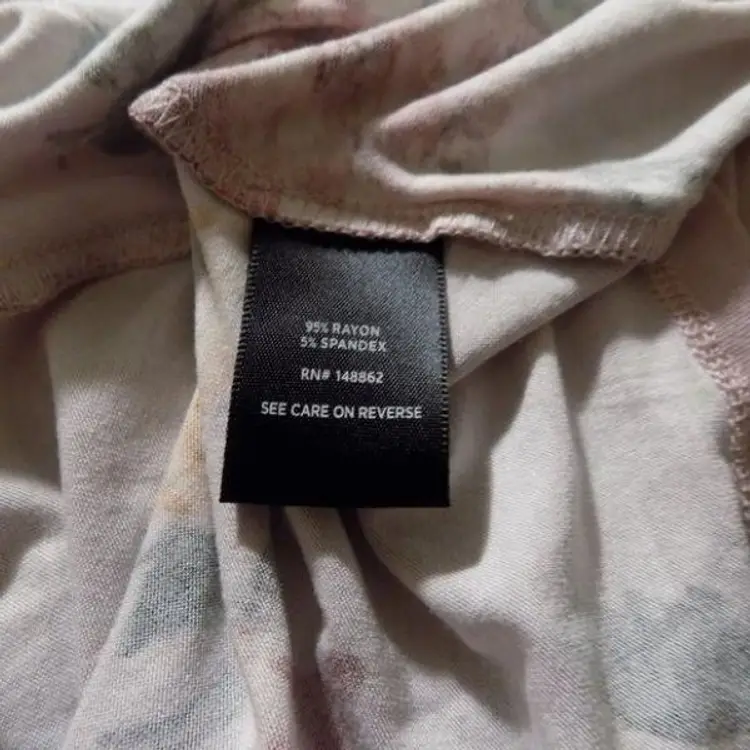 95% RAYON
5% SPANDEX
RN# 148862
SEE CARE ON REVERSE